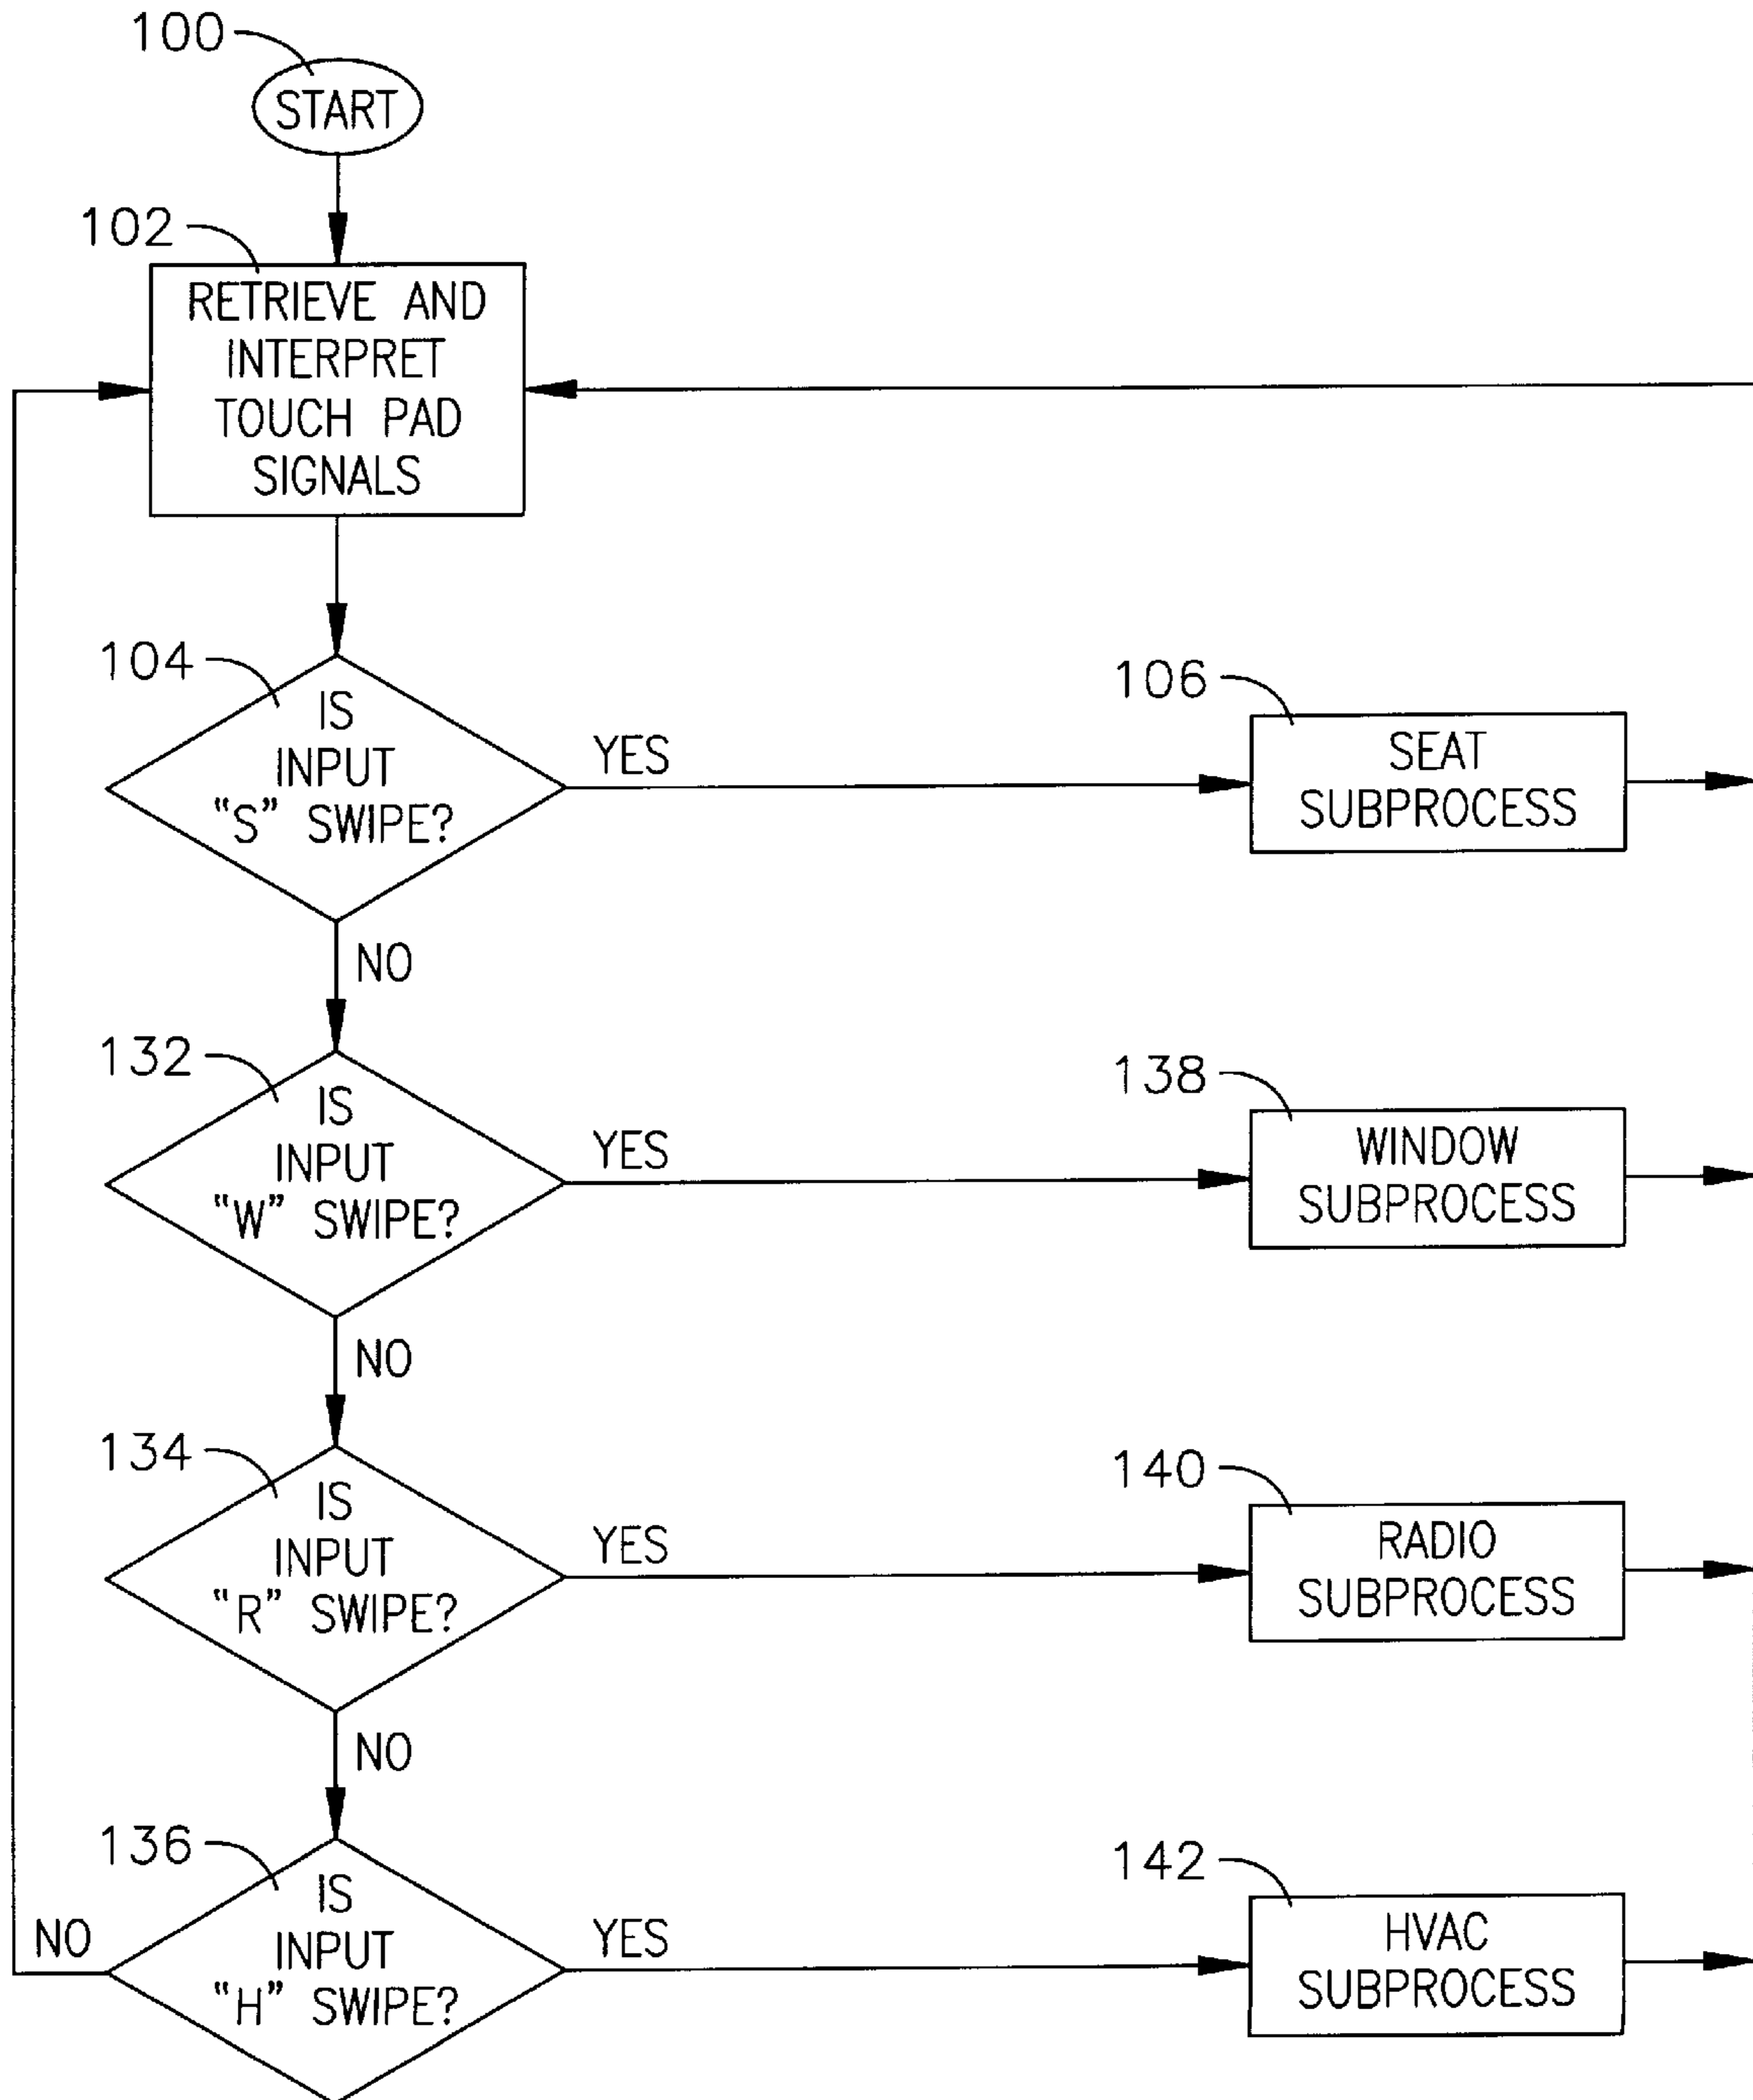 100
START
102
RETRIEVE AND
INTERPRET
TOUCH PAD
SIGNALS
104
IS
INPUT
"S" SWIPE?
YES
106
SEAT
SUBPROCESS
NO
132
IS
INPUT
"W" SWIPE?
YES
138
WINDOW
SUBPROCESS
NO
134
IS
INPUT
"R" SWIPE?
YES
140
RADIO
SUBPROCESS
NO
136
IS
INPUT
"H" SWIPE?
NO
YES
142
HVAC
SUBPROCESS